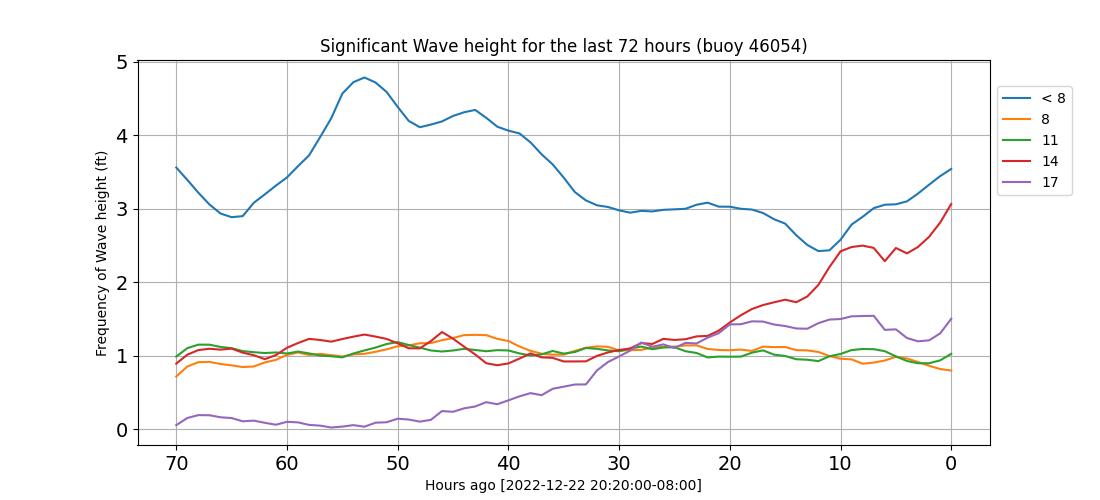 Significant Wave height for the last 72 hours (buoy 46054)
Frequency of Wave height (ft)
5
4
3
2
1
0
70 60 50 40 30 20 10 0
Hours ago [2022-12-22 20:20:00-08:00]
< 8
8
11
14
17